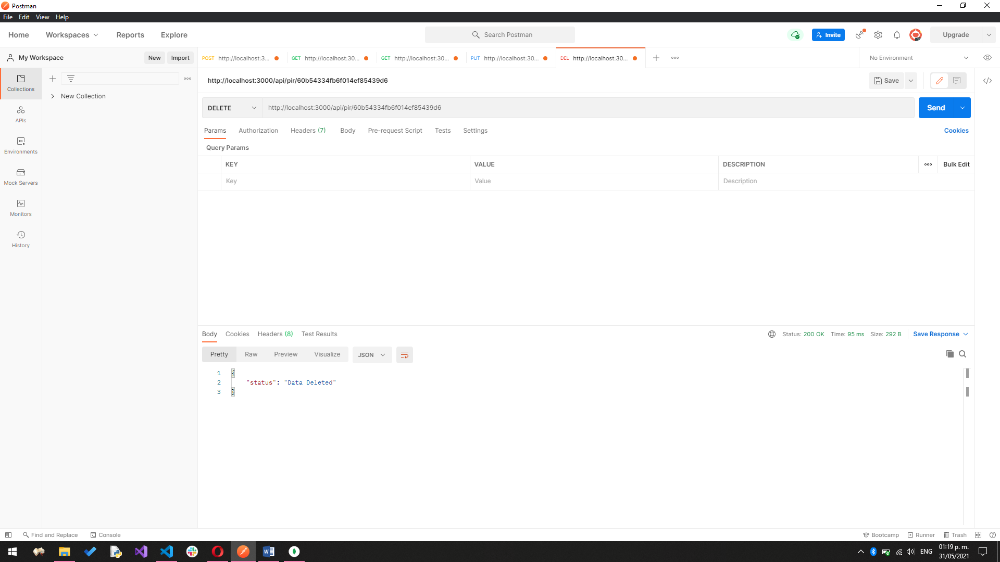 Postman
File Edit View Help
Home Workspaces Reports Explore Search Postman Invite Upgrade
My Workspace New Import POST http://localhost:3... GET http://localhost:30... GET http://localhost:30... PUT http://localhost:30... DEL http://localhost:30... No Environment
http://localhost:3000/api/pir/60b54334fb6f014ef85439d6 Save
Collections
New Collection
DELETE http://localhost:3000/api/pir/60b54334fb6f014ef85439d6 Send
APIs
Params Authorization Headers (7) Body Pre-request Script Tests Settings Cookies
Query Params
Environments
KEY VALUE DESCRIPTION Bulk Edit
Key Value Description
Mock Servers
Monitors
History
Body Cookies Headers (8) Test Results Status: 200 OK Time: 95 ms Size: 292 B Save Response
Pretty Raw Preview Visualize JSON
1 {
2 "status": "Data Deleted"
3 }
Find and Replace Console Bootcamp Runner Trash
ENG 01:19 p. m.
31/05/2021